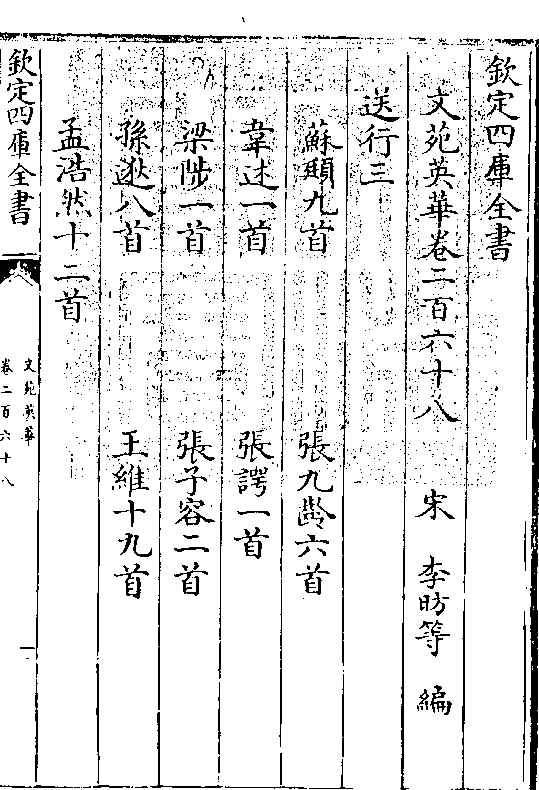 欽定四庫全書
文苑英華卷二百六十八　宋　李昉等　編
送行三
蘇頲九首　張九齡六首
韋述一首　張諤一首
梁陟一首　張子容二首
孫逖八首　王維十九首
孟浩然十二首
欽定四庫全書
文苑英華
卷二百六十八
一